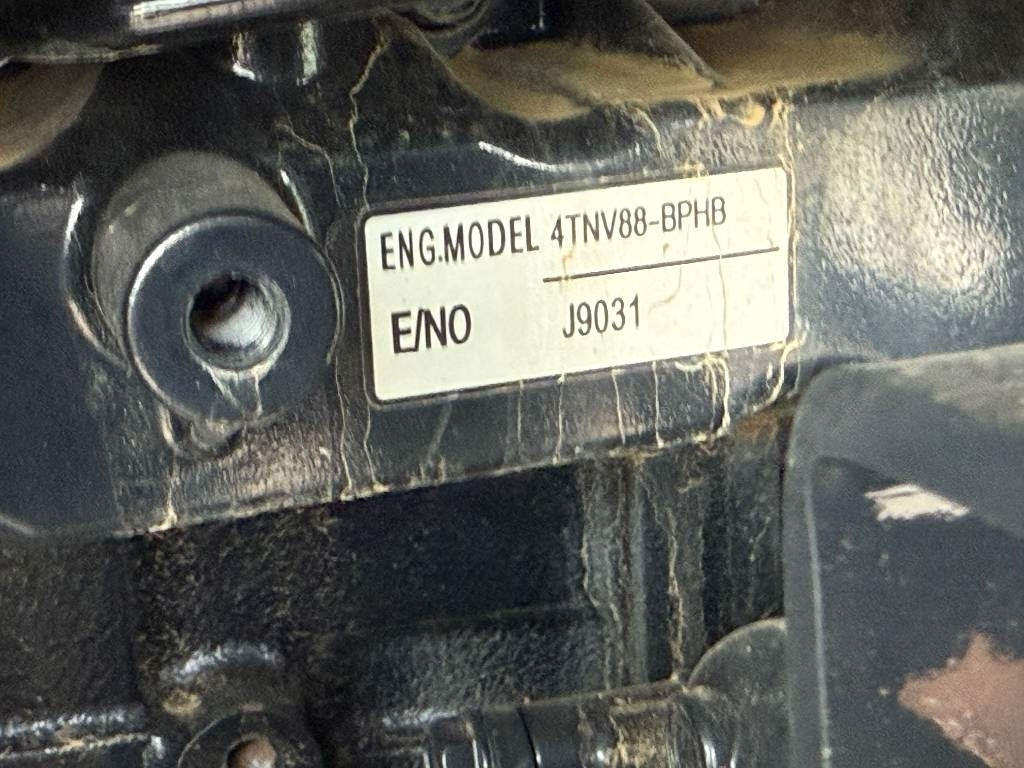 ENG.MODEL 4TNV88-BPHB
E/NO J9031